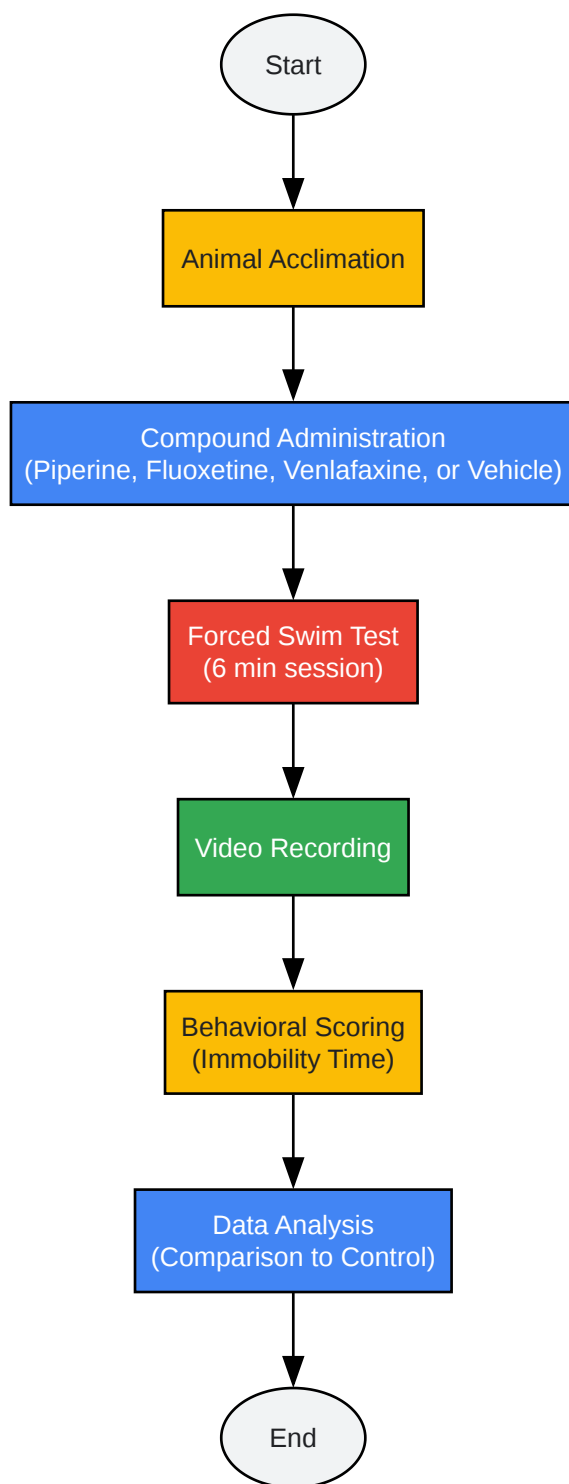 Start
Animal Acclimation
Compound Administration
(Piperine, Fluoxetine, Venlafaxine, or Vehicle)
Forced Swim Test
(6 min session)
Video Recording
Behavioral Scoring
(Immobility Time)
Data Analysis
(Comparison to Control)
End